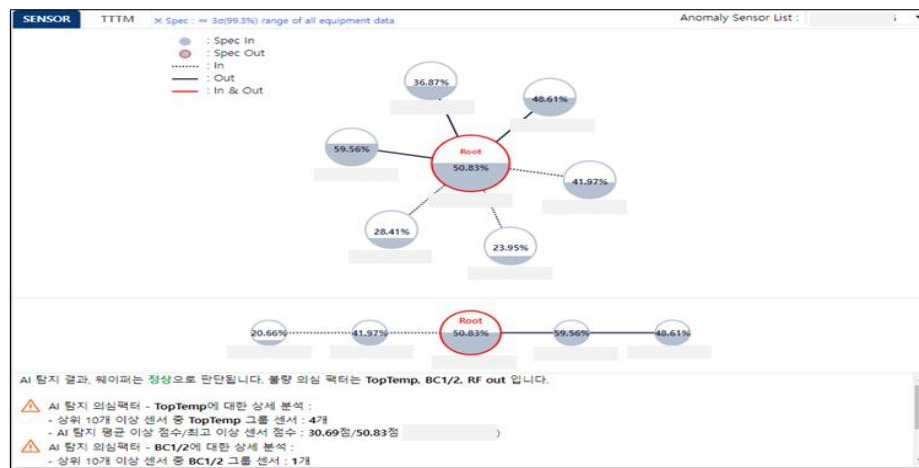 SENSOR TTTM ※ Spec : ≈ 3σ(99.3%) range of all equipment data Anomaly Sensor List :
: Spec In
: Spec Out
: In
: Out
: In & Out
36.87%
48.61%
59.56%
Root
50.83%
41.97%
28.41%
23.95%
Root
20.66% 41.97% 50.83% 59.56% 48.61%
AI 탐지 결과, 웨이퍼는 정상으로 판단됩니다. 불량 의심 팩터는 TopTemp, BC1/2, RF out 입니다.
AI 탐지 의심팩터 - TopTemp에 대한 상세 분석 :
- 상위 10개 이상 센서 중 TopTemp 그룹 센서 : 4개
- AI 탐지 평균 이상 점수/최고 이상 센서 점수 : 30.69점/50.83점 )
AI 탐지 의심팩터 - BC1/2에 대한 상세 분석 :
- 상위 10개 이상 센서 중 BC1/2 그룹 센서 : 1개